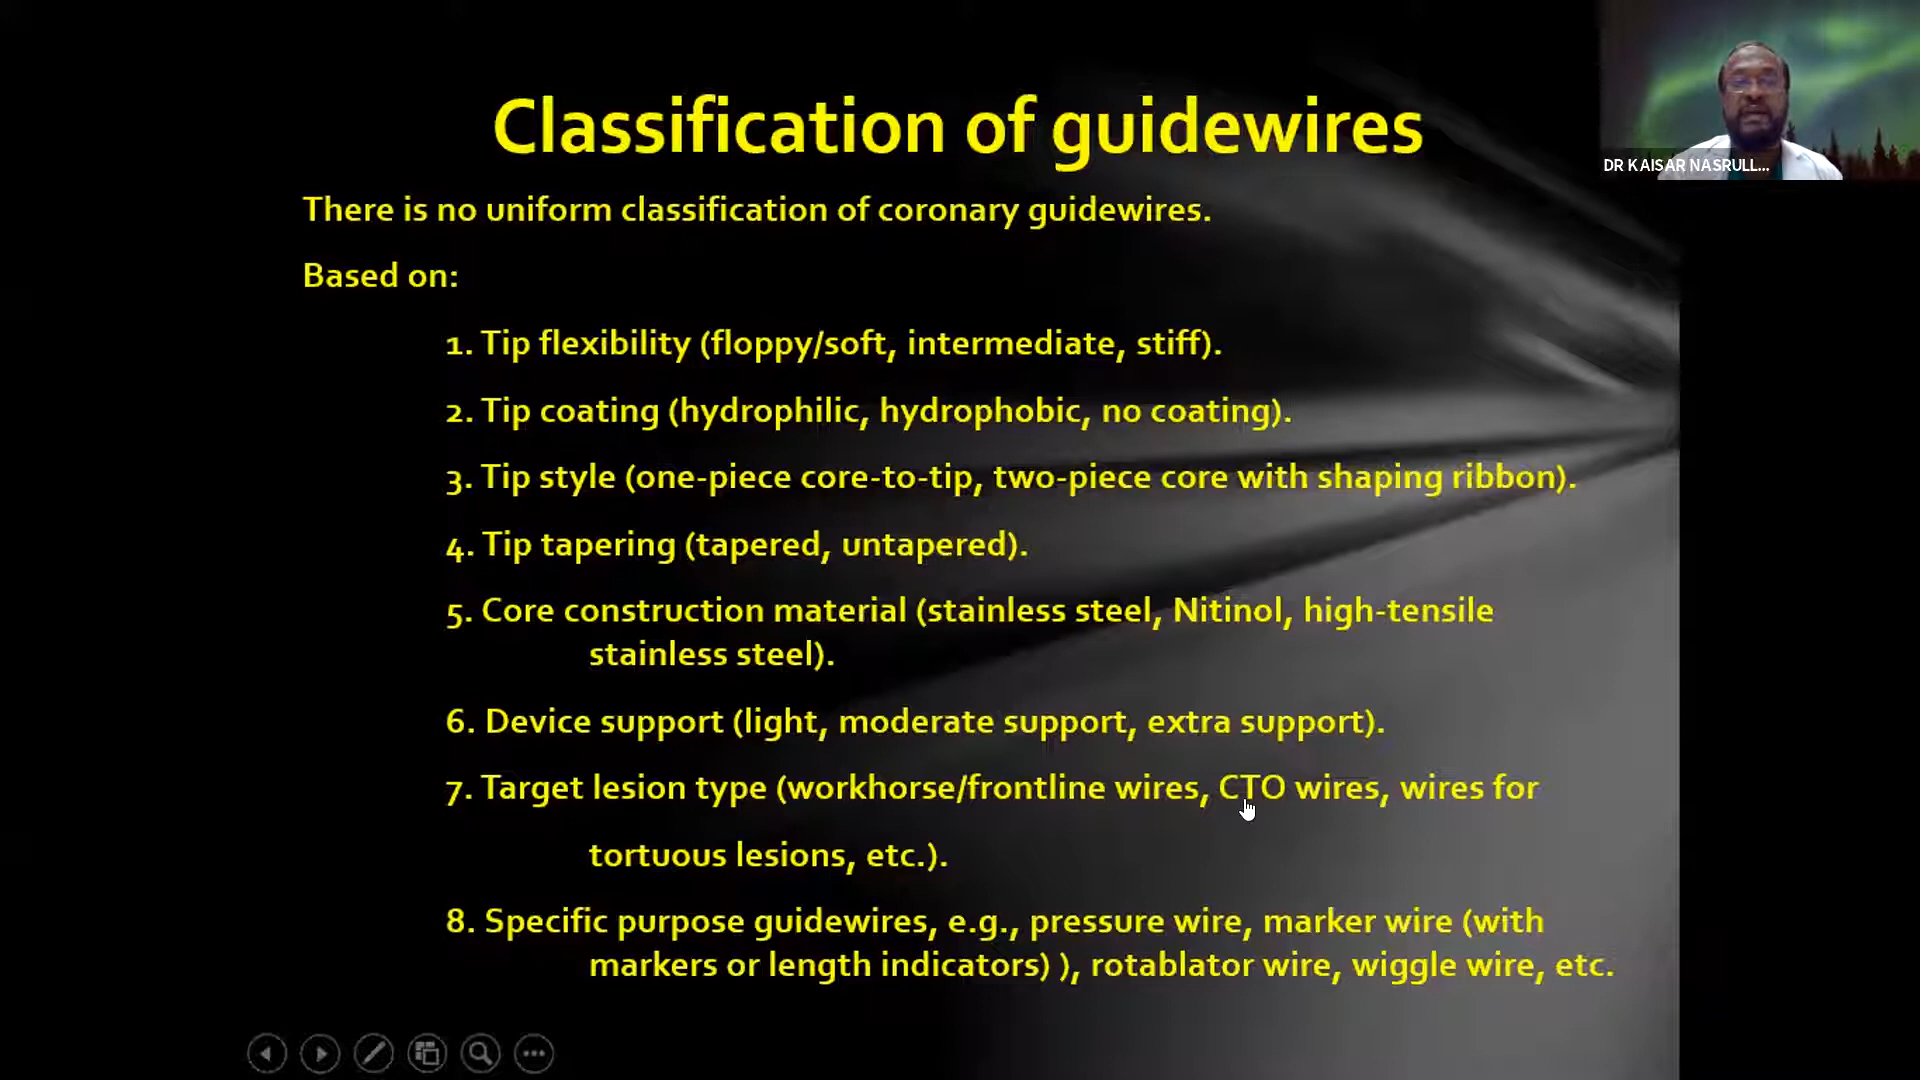 Classification of guidewires
DR KAISAR NASRULL...
There is no uniform classification of coronary guidewires.
Based on:
1. Tip flexibility (floppy/soft, intermediate, stiff).
2. Tip coating (hydrophilic, hydrophobic, no coating).
3. Tip style (one-piece core-to-tip, two-piece core with shaping ribbon).
4. Tip tapering (tapered, untapered).
5. Core construction material (stainless steel, Nitinol, high-tensile
stainless steel).
6. Device support (light, moderate support, extra support).
7. Target lesion type (workhorse/frontline wires, CTO wires, wires for
tortuous lesions, etc.).
8. Specific purpose guidewires, e.g., pressure wire, marker wire (with
markers or length indicators) ), rotablator wire, wiggle wire, etc.